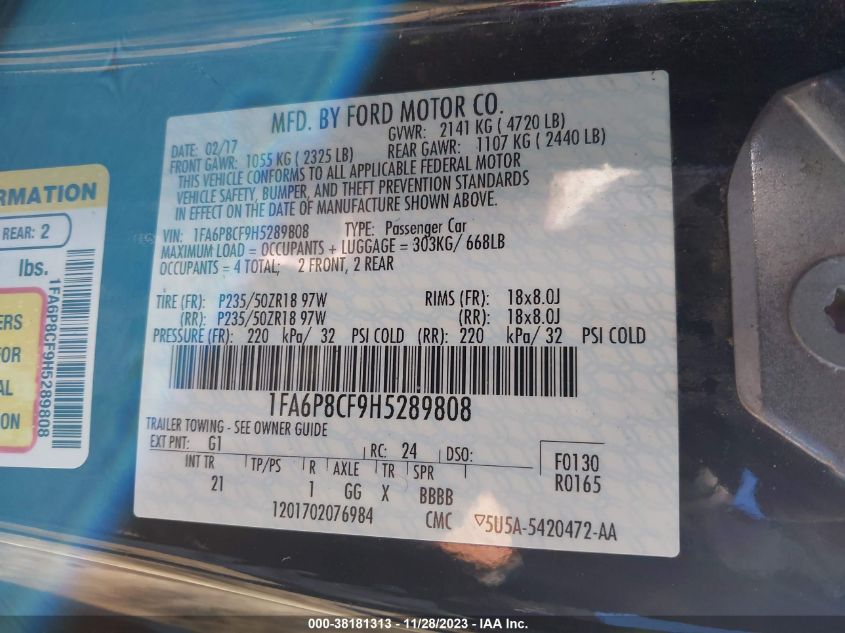 MFD. BY FORD MOTOR CO.
DATE: 02/17
GVWR: 2141 KG ( 4720 LB)
FRONT GAWR: 1055 KG ( 2325 LB)
REAR GAWR: 1107 KG ( 2440 LB)
THIS VEHICLE CONFORMS TO ALL APPLICABLE FEDERAL MOTOR
VEHICLE SAFETY, BUMPER, AND THEFT PREVENTION STANDARDS
IN EFFECT ON THE DATE OF MANUFACTURE SHOWN ABOVE.
VIN: 1FA6P8CF9H5289808 TYPE: Passenger Car
MAXIMUM LOAD = OCCUPANTS + LUGGAGE = 303KG/ 668LB
OCCUPANTS: 4 TOTAL; 2 FRONT, 2 REAR
TIRE (FR): P235/50ZR18 97W RIMS (FR): 18x8.0J
(RR): P235/50ZR18 97W (RR): 18x8.0J
PRESSURE (FR): 220 kPa/ 32 PSI COLD (RR): 220 kPa/ 32 PSI COLD
1FA6P8CF9H5289808
TRAILER TOWING - SEE OWNER GUIDE
EXT PNT: G1 RC: 24 DSO:
F0130
R0165
INT TR TP/PS R AXLE TR SPR
21 1 GG X BBBB
1201702076984 CMC ▽5U5A-5420472-AA
RMATION
REAR: 2
lbs.
ERS
FOR
AL
ON
1FA6P8CF9H5289808
000-38181313 - 11/28/2023 - Copyright © IAA, Inc.